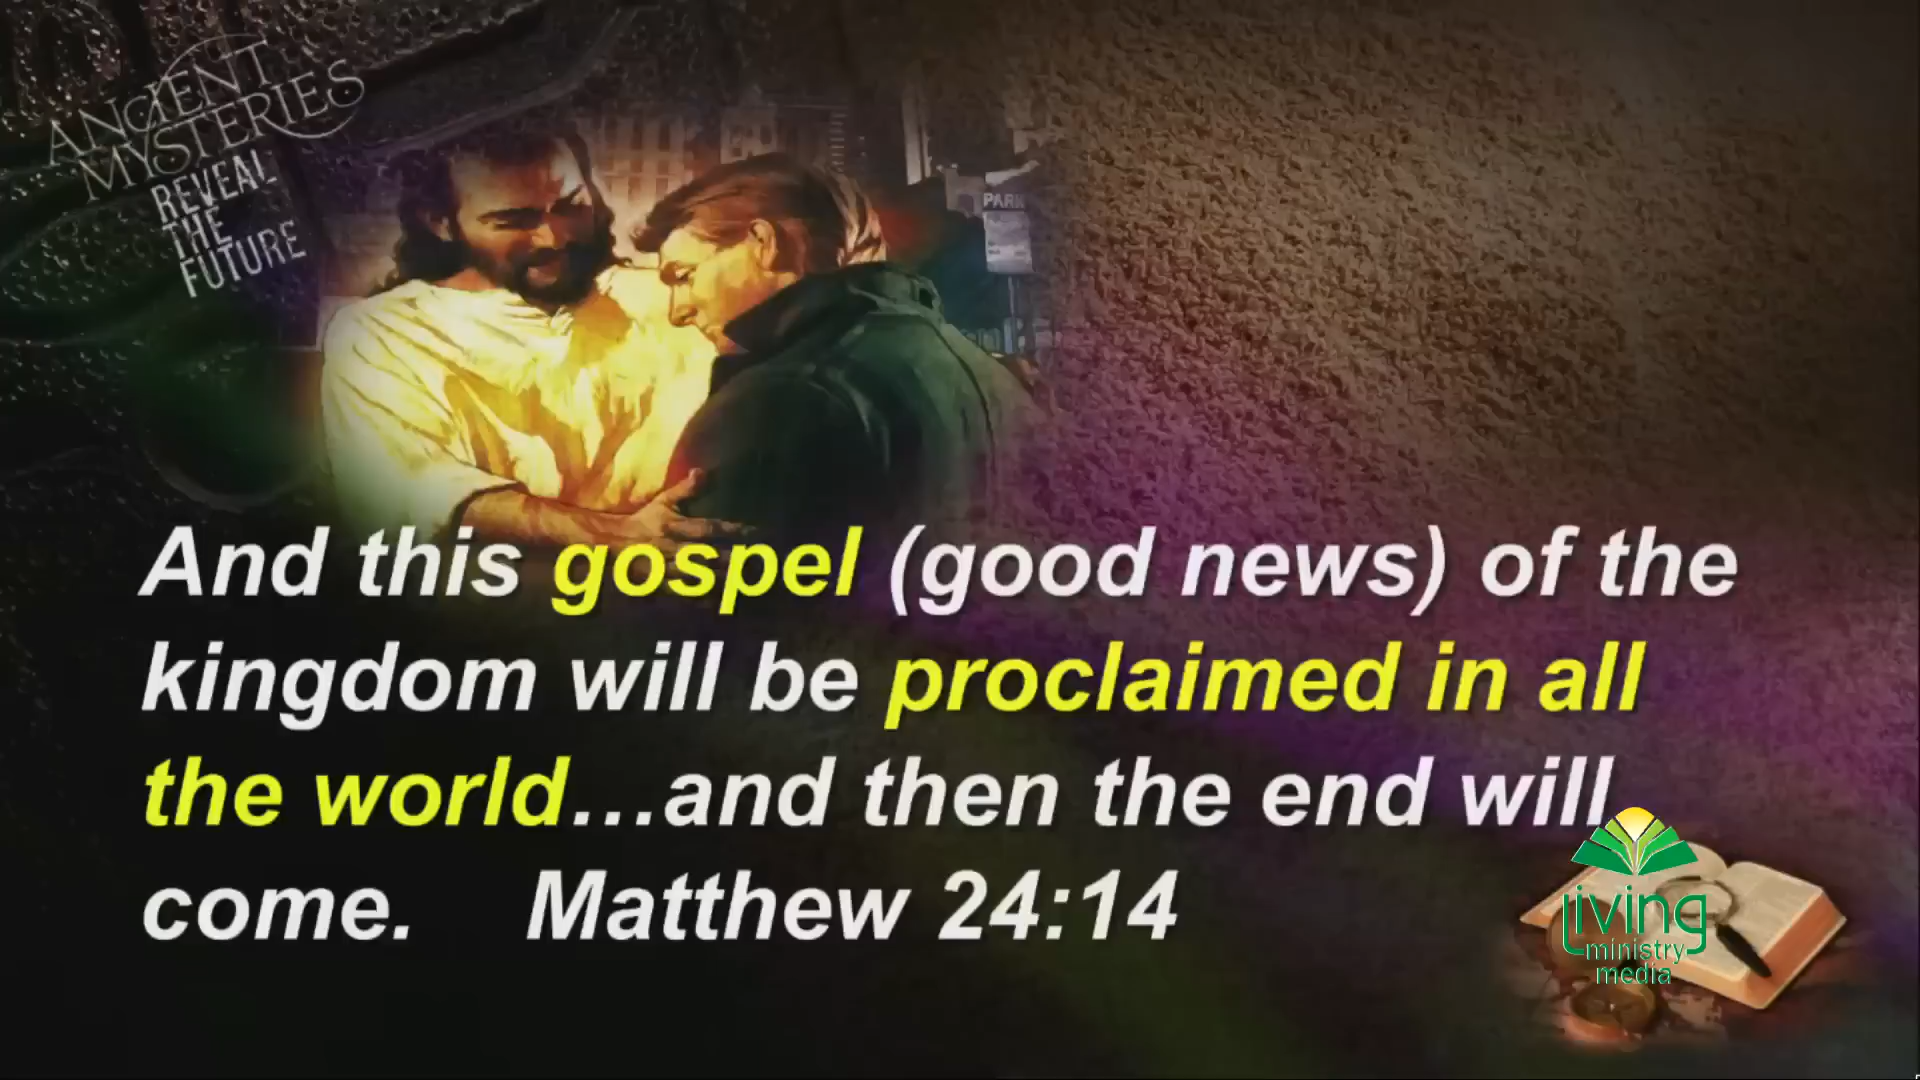 ANCIENT
MYSTERIES
REVEAL
THE
FUTURE
PARK
And this gospel (good news) of the
kingdom will be proclaimed in all
the world...and then the end will
come. Matthew 24:14
living
ministry
media